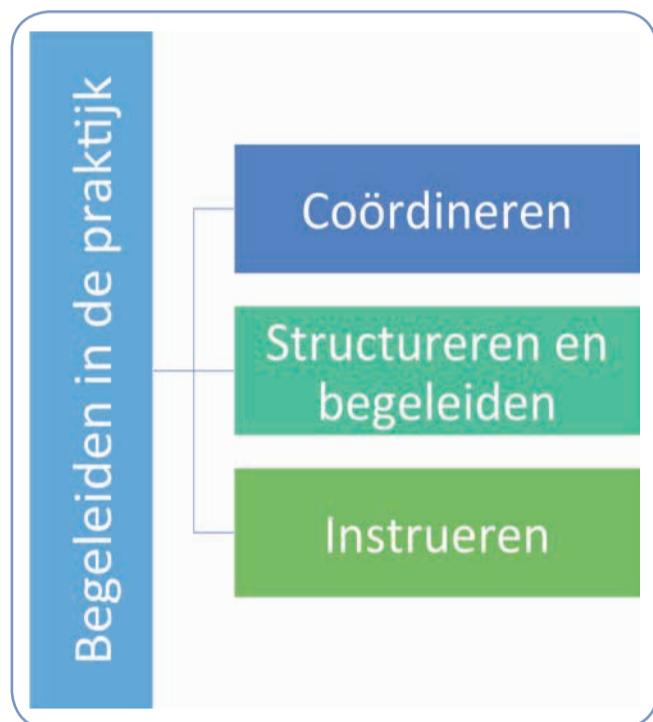 Begeleiden in de praktijk
Coördineren
Structureren en
begeleiden
Instrueren